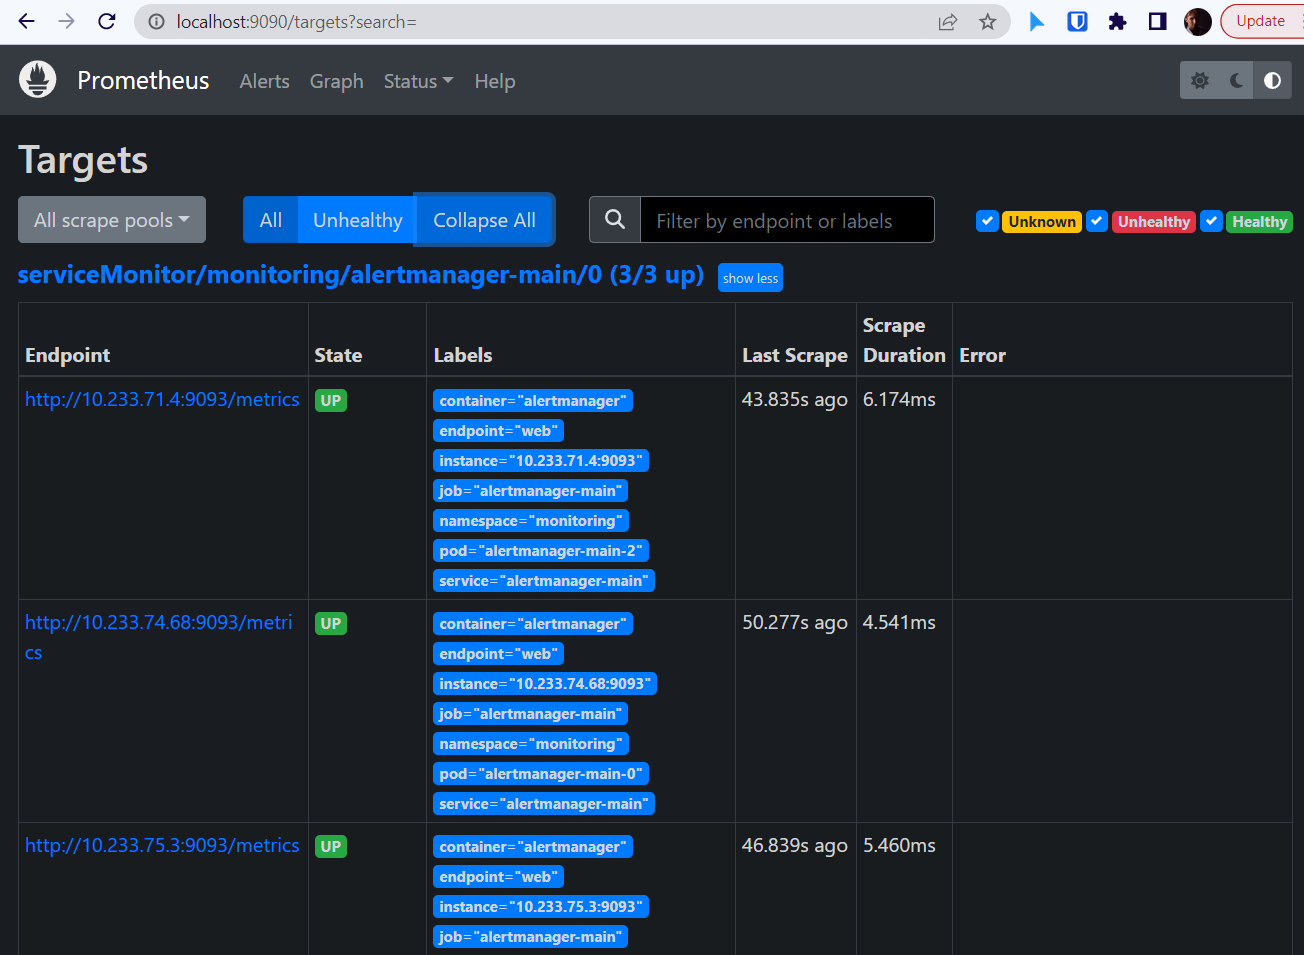 localhost:9090/targets?search=
Update
Prometheus
Alerts
Graph
Status
Help
Targets
All scrape pools
All
Unhealthy
Collapse All
Filter by endpoint or labels
Unknown
Unhealthy
Healthy
serviceMonitor/monitoring/alertmanager-main/0 (3/3 up)
show less
Endpoint
State
Labels
Last Scrape
Scrape
Duration
Error
http://10.233.71.4:9093/metrics
UP
container="alertmanager"
endpoint="web"
instance="10.233.71.4:9093"
job="alertmanager-main"
namespace="monitoring"
pod="alertmanager-main-2"
service="alertmanager-main"
43.835s ago
6.174ms
http://10.233.74.68:9093/metri
cs
UP
container="alertmanager"
endpoint="web"
instance="10.233.74.68:9093"
job="alertmanager-main"
namespace="monitoring"
pod="alertmanager-main-0"
service="alertmanager-main"
50.277s ago
4.541ms
http://10.233.75.3:9093/metrics
UP
container="alertmanager"
endpoint="web"
instance="10.233.75.3:9093"
job="alertmanager-main"
46.839s ago
5.460ms